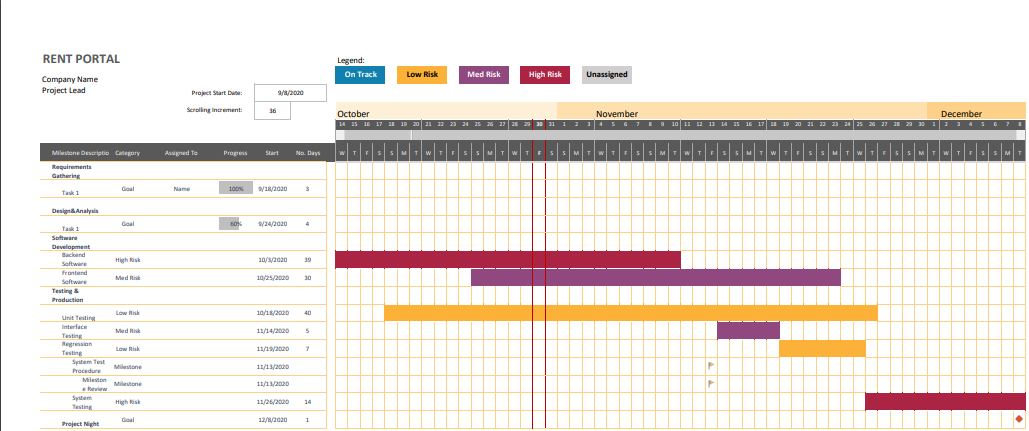 RENT PORTAL
Legend:
On Track Low Risk Med Risk High Risk Unassigned
Company Name
Project Lead
Project Start Date: 9/8/2020
Scrolling Increment: 36
October November December
14 15 16 17 18 19 20 21 22 23 24 25 26 27 28 29 30 31 1 2 3 4 5 6 7 8 9 10 11 12 13 14 15 16 17 18 19 20 21 22 23 24 25 26 27 28 29 30 1 2 3 4 5 6 7 8
Milestone Descriptio Category Assigned To Progress Start No. Days W T F S S M T W T F S S M T W T F S S M T W T F S S M T W T F S S M T W T F S S M T W T F S S M T W T F S S M T
Requirements
Gathering
Task 1 Goal Name 100% 9/18/2020 3
Design&Analysis
Task 1 Goal 60% 9/24/2020 4
Software
Development
Backend
Software High Risk 10/3/2020 39
Frontend
Software Med Risk 10/25/2020 30
Testing &
Production
Unit Testing Low Risk 10/18/2020 40
Interface
Testing Med Risk 11/14/2020 5
Regression
Testing Low Risk 11/19/2020 7
System Test
Procedure Milestone 11/13/2020
Mileston
e Review Milestone 11/13/2020
System
Testing High Risk 11/26/2020 14
Project Night Goal 12/8/2020 1